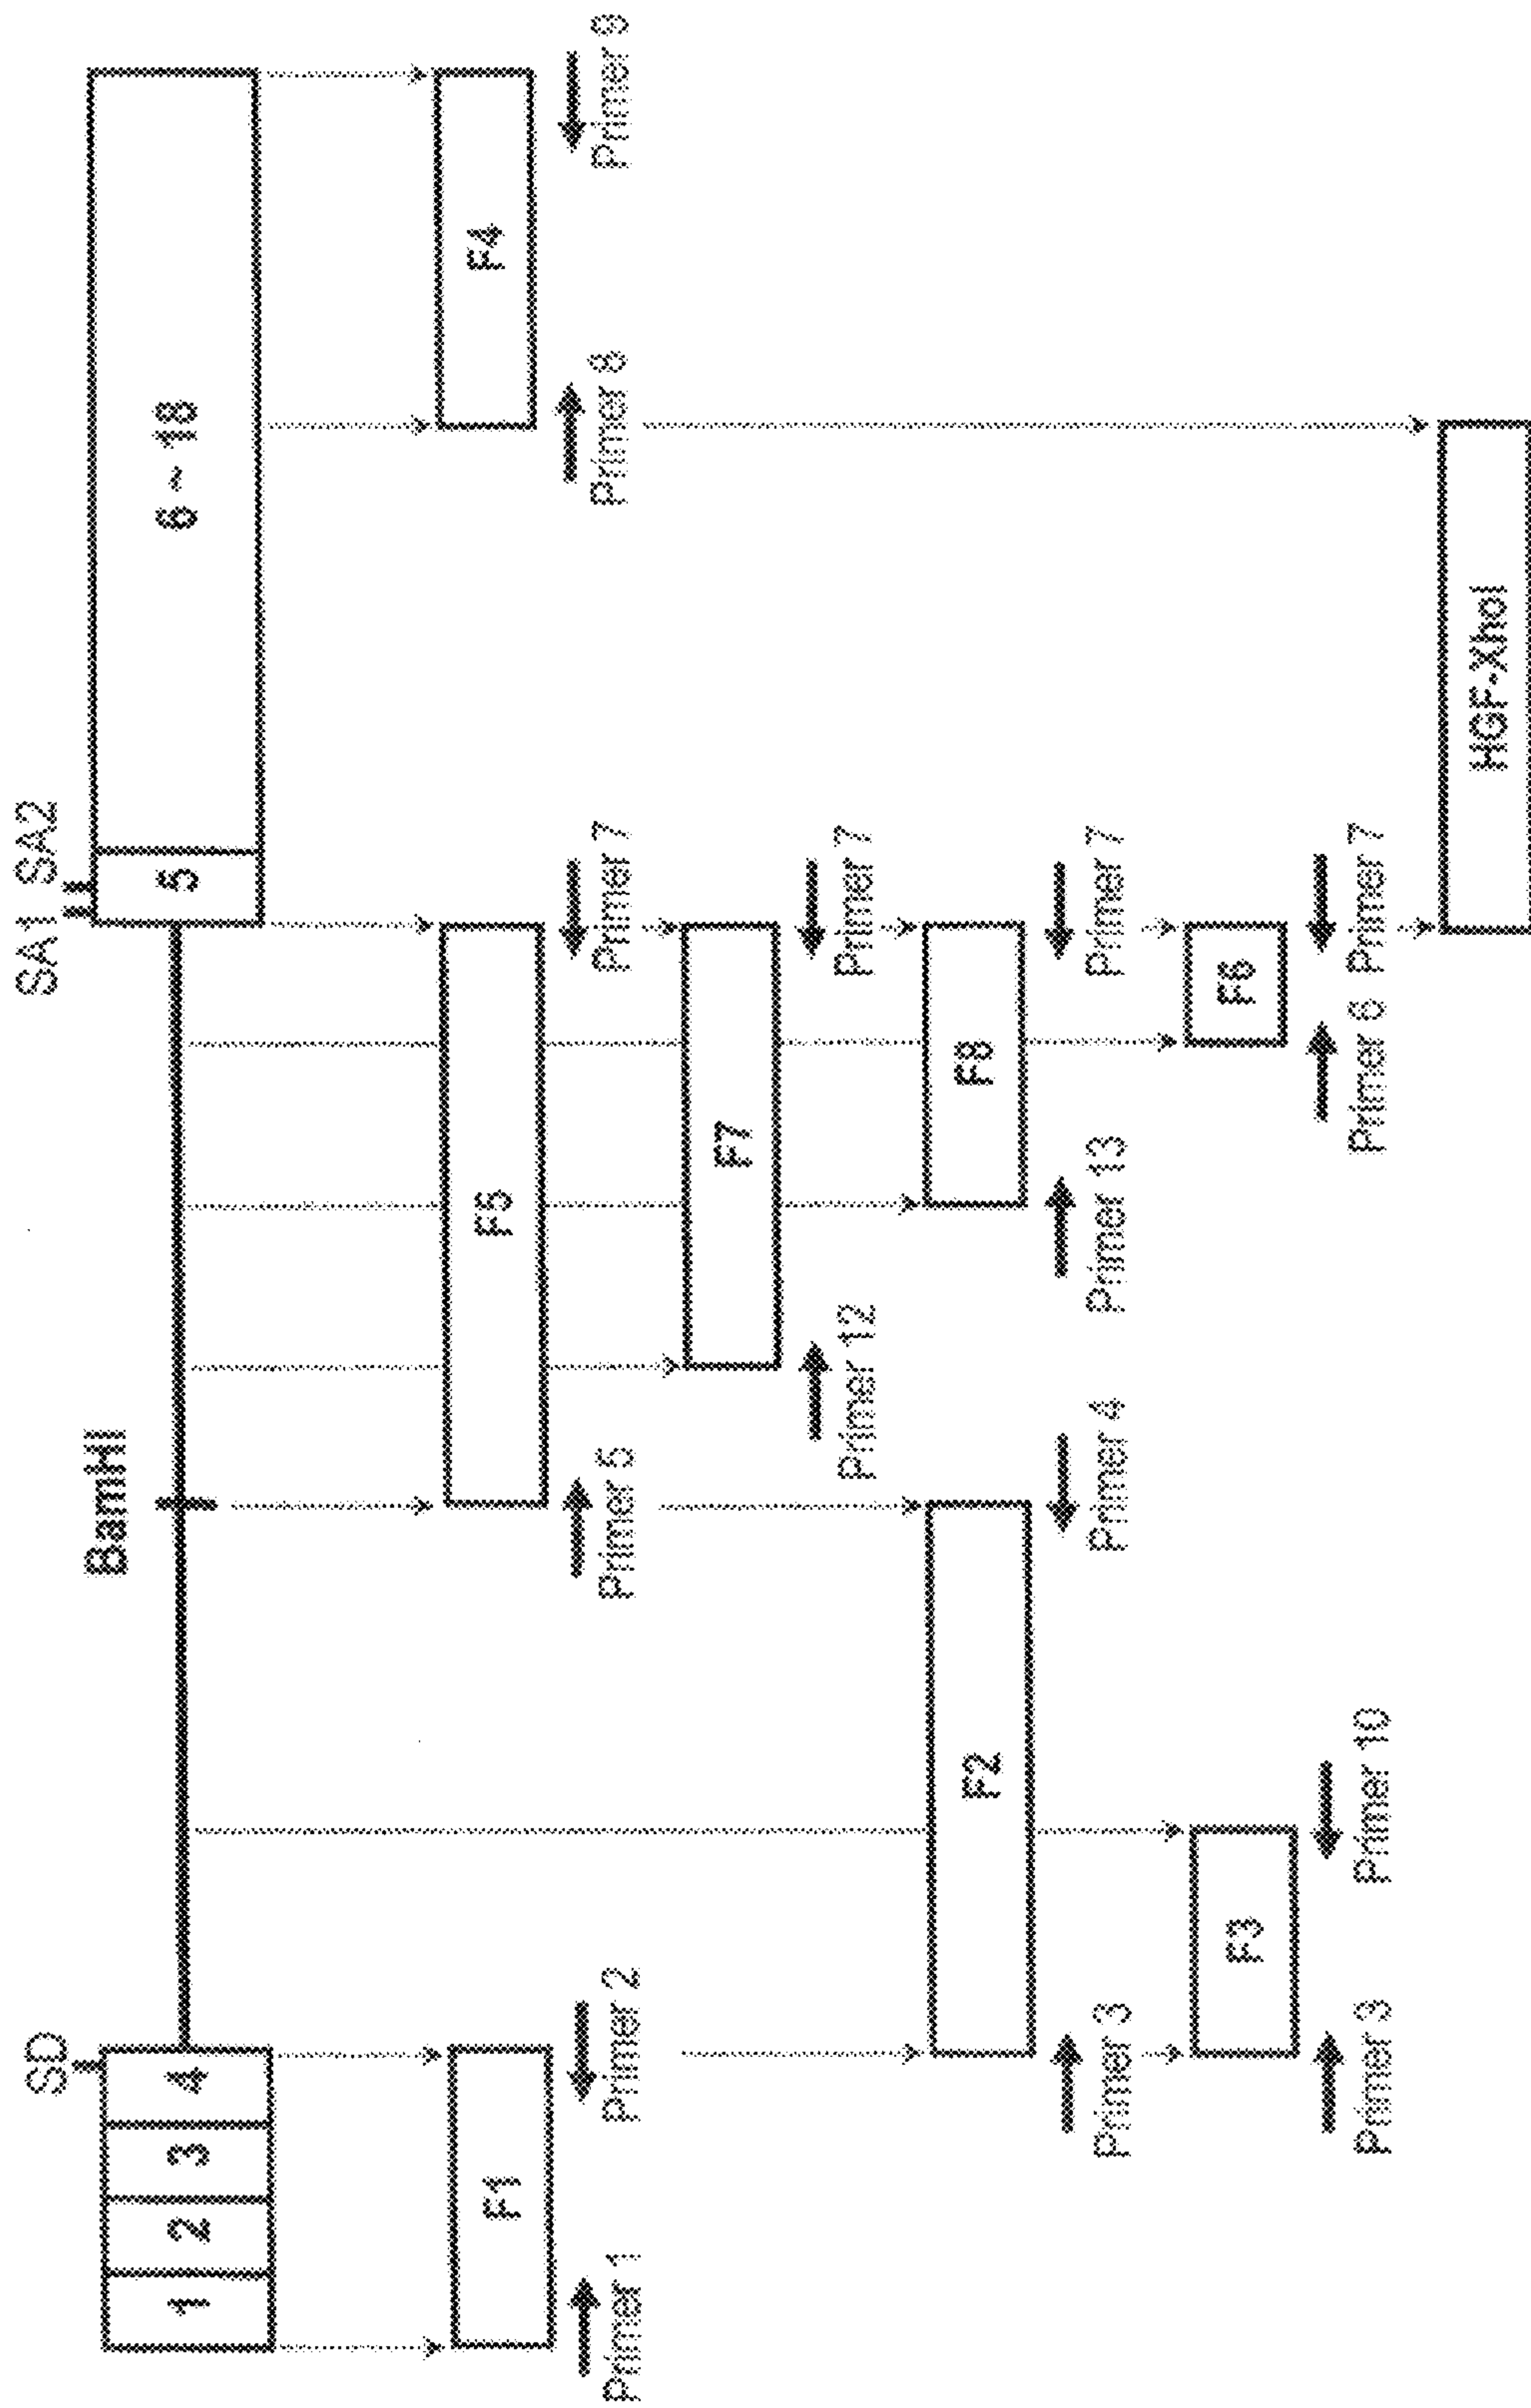 SD
BamHI
SA1 SA2
1
2
3
4
5
6 ~ 18
F1
F5
F4
Primer 1
Primer 2
Primer 5
Primer 7
Primer 8
Primer 9
F7
Primer 12
Primer 7
F2
F8
Primer 3
Primer 4
Primer 13
Primer 7
F3
F6
Primer 3
Primer 10
Primer 6
Primer 7
HGF-XhoI